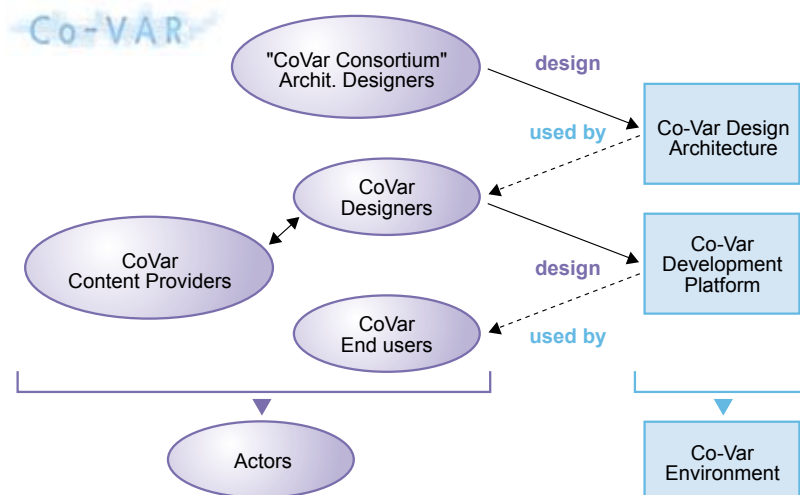 Co-VAR
"CoVar Consortium"
Archit. Designers
design
Co-Var Design
Architecture
used by
CoVar
Designers
CoVar
Content Providers
design
Co-Var
Development
Platform
CoVar
End users
used by
Actors
Co-Var
Environment